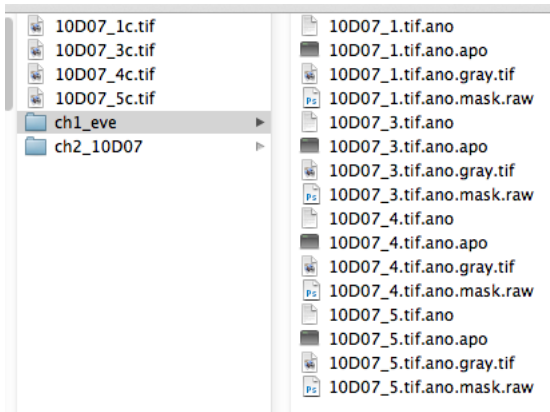 10D07_1c.tif
10D07_3c.tif
10D07_4c.tif
10D07_5c.tif
ch1_eve
ch2_10D07
10D07_1.tif.ano
10D07_1.tif.ano.apo
10D07_1.tif.ano.gray.tif
10D07_1.tif.ano.mask.raw
10D07_3.tif.ano
10D07_3.tif.ano.apo
10D07_3.tif.ano.gray.tif
10D07_3.tif.ano.mask.raw
10D07_4.tif.ano
10D07_4.tif.ano.apo
10D07_4.tif.ano.gray.tif
10D07_4.tif.ano.mask.raw
10D07_5.tif.ano
10D07_5.tif.ano.apo
10D07_5.tif.ano.gray.tif
10D07_5.tif.ano.mask.raw